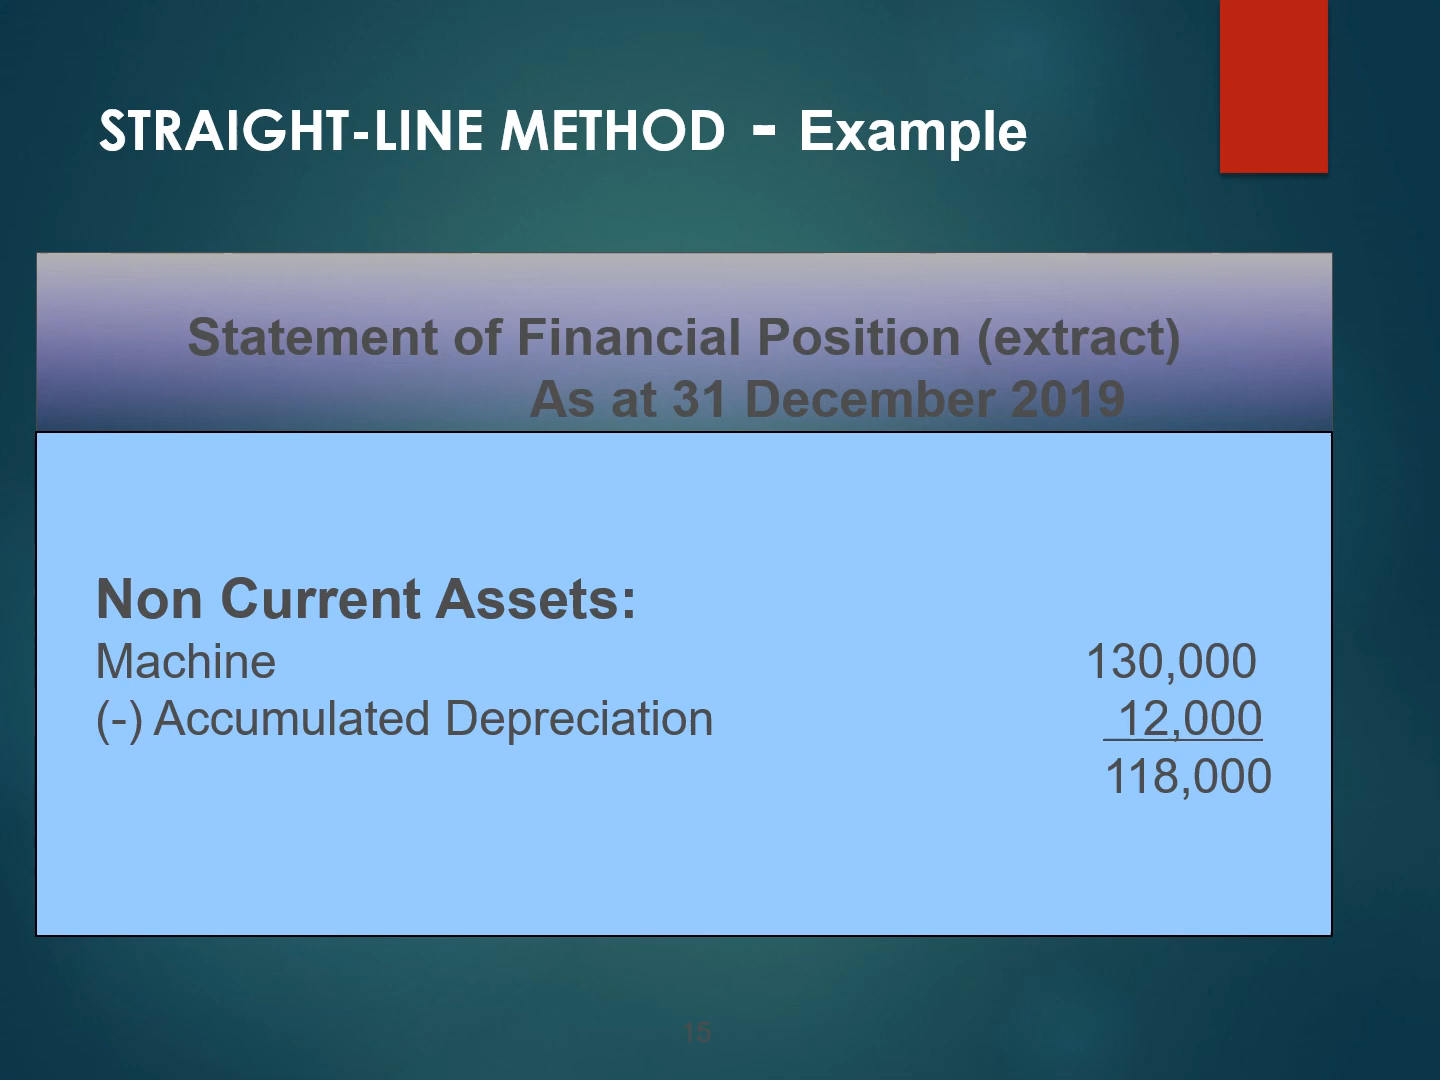 STRAIGHT-LINE METHOD - Example
Statement of Financial Position (extract)
As at 31 December 2019
Non Current Assets:
Machine 130,000
(-) Accumulated Depreciation 12,000
118,000
15